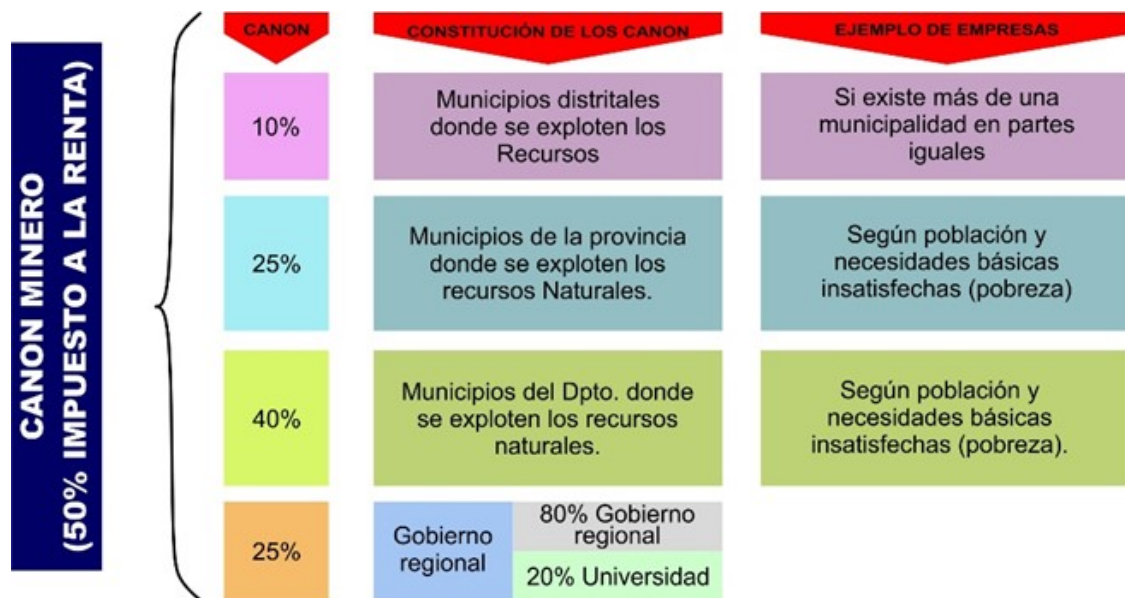 CANON MINERO
(50% IMPUESTO A LA RENTA)
CANON
CONSTITUCIÓN DE LOS CANON
EJEMPLO DE EMPRESAS
10%
Municipios distritales
donde se exploten los
Recursos
Si existe más de una
municipalidad en partes
iguales
25%
Municipios de la provincia
donde se exploten los
recursos Naturales.
Según población y
necesidades básicas
insatisfechas (pobreza)
40%
Municipios del Dpto. donde
se exploten los recursos
naturales.
Según población y
necesidades básicas
insatisfechas (pobreza).
25%
Gobierno
regional
80% Gobierno
regional
20% Universidad